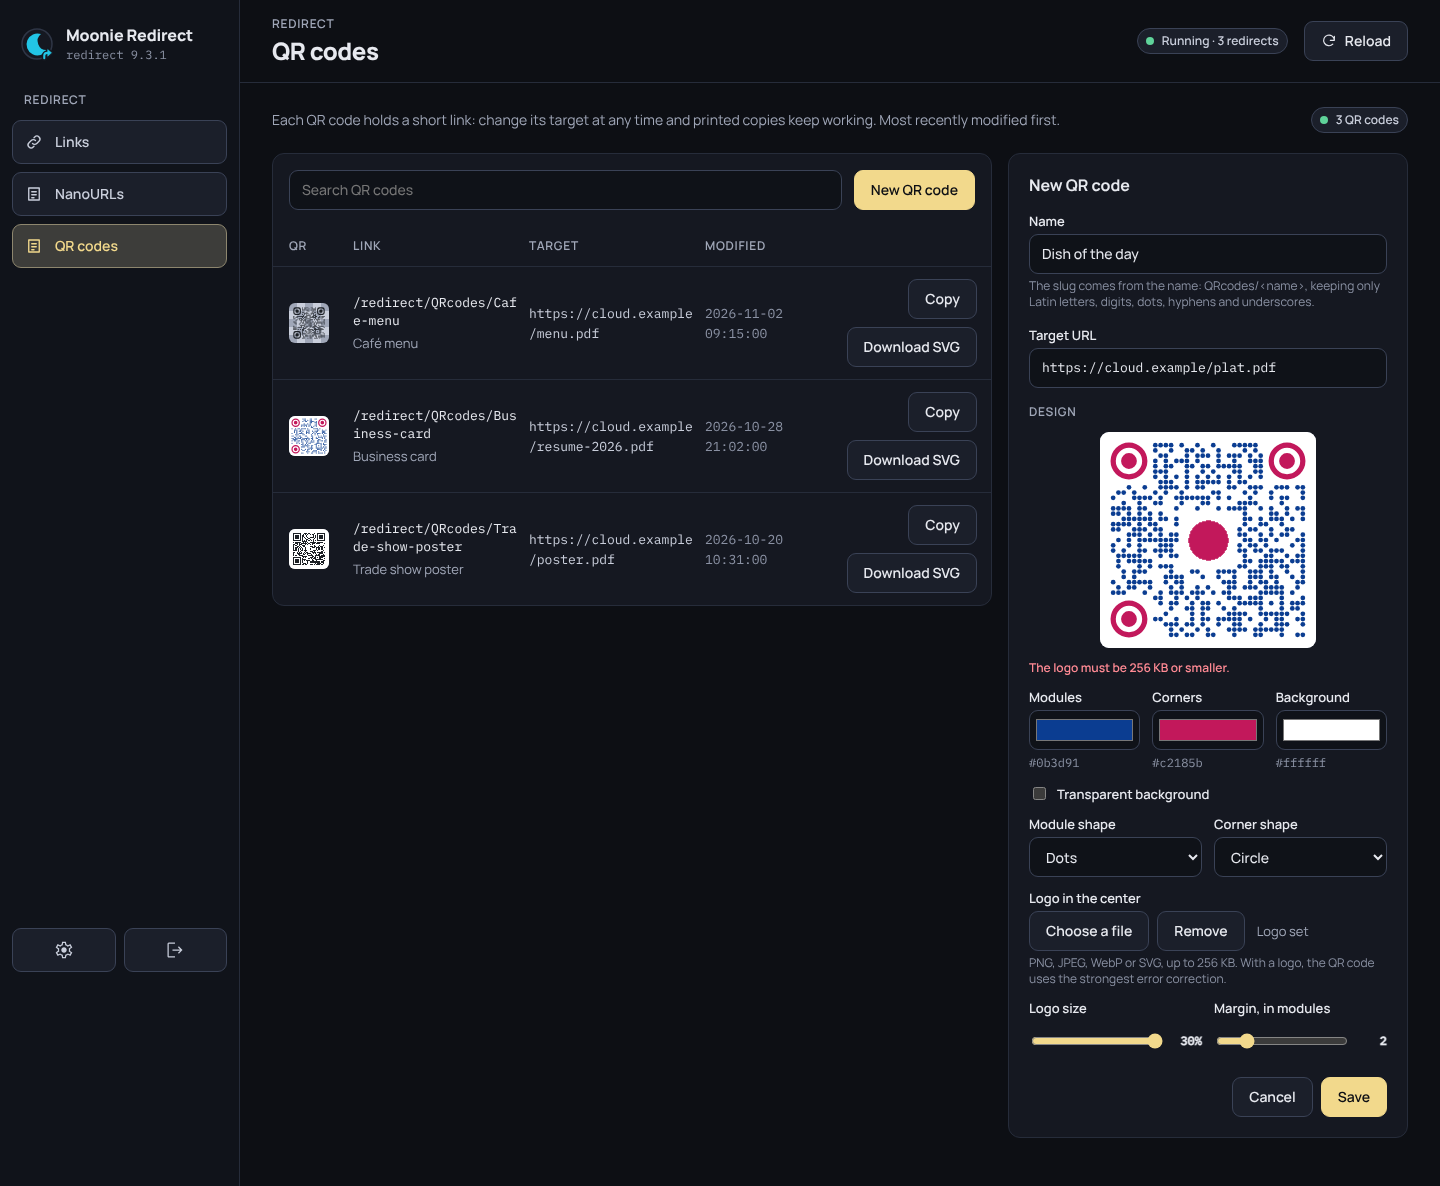 Moonie Redirect
redirect 9.3.1
REDIRECT
Links
NanoURLs
QR codes
REDIRECT
QR codes
Running · 3 redirects
Reload
Each QR code holds a short link: change its target at any time and printed copies keep working. Most recently modified first.
3 QR codes
Search QR codes
New QR code
QR
LINK
TARGET
MODIFIED
/redirect/QRcodes/Caf
e-menu
Café menu
https://cloud.example
/menu.pdf
2026-11-02
09:15:00
Copy
Download SVG
/redirect/QRcodes/Bus
iness-card
Business card
https://cloud.example
/resume-2026.pdf
2026-10-28
21:02:00
Copy
Download SVG
/redirect/QRcodes/Tra
de-show-poster
Trade show poster
https://cloud.example
/poster.pdf
2026-10-20
10:31:00
Copy
Download SVG
New QR code
Name
Dish of the day
The slug comes from the name: QRcodes/<name>, keeping only
Latin letters, digits, dots, hyphens and underscores.
Target URL
https://cloud.example/plat.pdf
DESIGN
The logo must be 256 KB or smaller.
Modules
Corners
Background
#0b3d91
#c2185b
#ffffff
Transparent background
Module shape
Corner shape
Dots
Circle
Logo in the center
Choose a file
Remove
Logo set
PNG, JPEG, WebP or SVG, up to 256 KB. With a logo, the QR code
uses the strongest error correction.
Logo size
Margin, in modules
30%
2
Cancel
Save